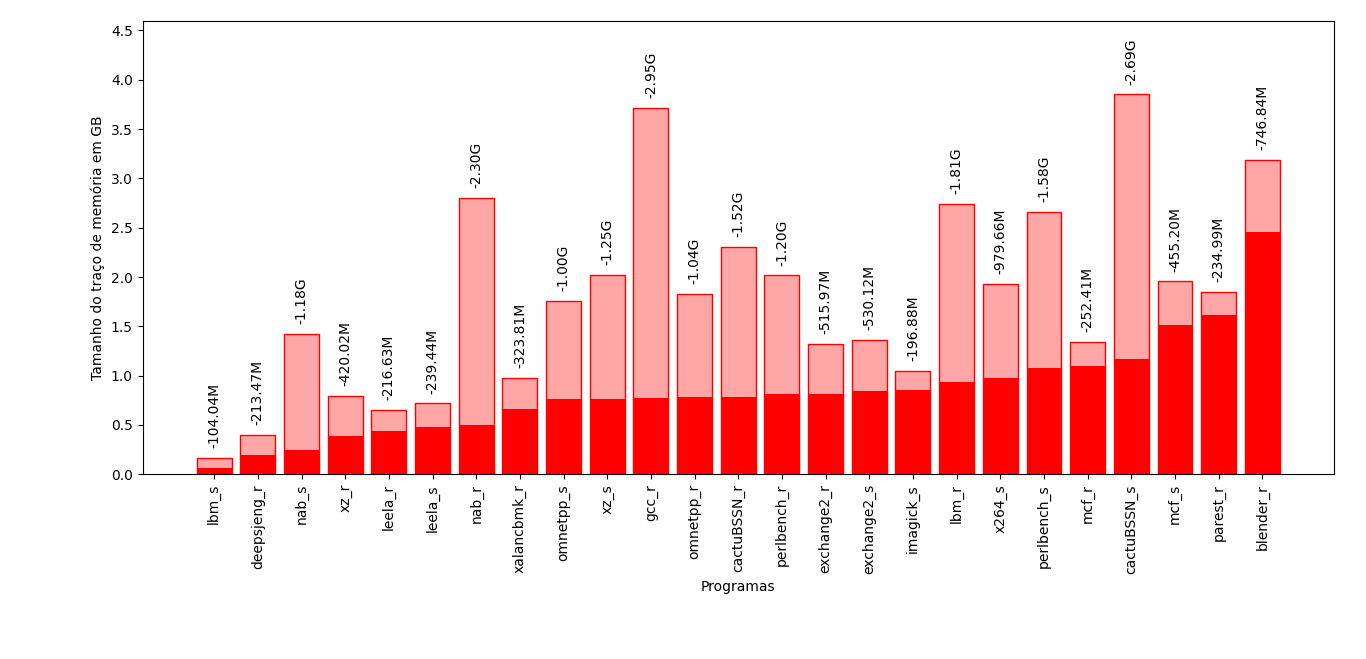 Tamanho do traço de memória em GB
4.5
4.0
3.5
3.0
2.5
2.0
1.5
1.0
0.5
0.0
-104.04M
-213.47M
-1.18G
-420.02M
-216.63M
-239.44M
-2.30G
-323.81M
-1.00G
-1.25G
-2.95G
-1.04G
-1.52G
-1.20G
-515.97M
-530.12M
-196.88M
-1.81G
-979.66M
-1.58G
-252.41M
-2.69G
-455.20M
-234.99M
-746.84M
lbm_s
deepsjeng_r
nab_s
xz_r
leela_r
leela_s
nab_r
xalancbmk_r
omnetpp_s
xz_s
gcc_r
omnetpp_r
cactuBSSN_r
perlbench_r
exchange2_r
exchange2_s
imagick_s
lbm_r
x264_s
perlbench_s
mcf_r
cactuBSSN_s
mcf_s
parest_r
blender_r
Programas